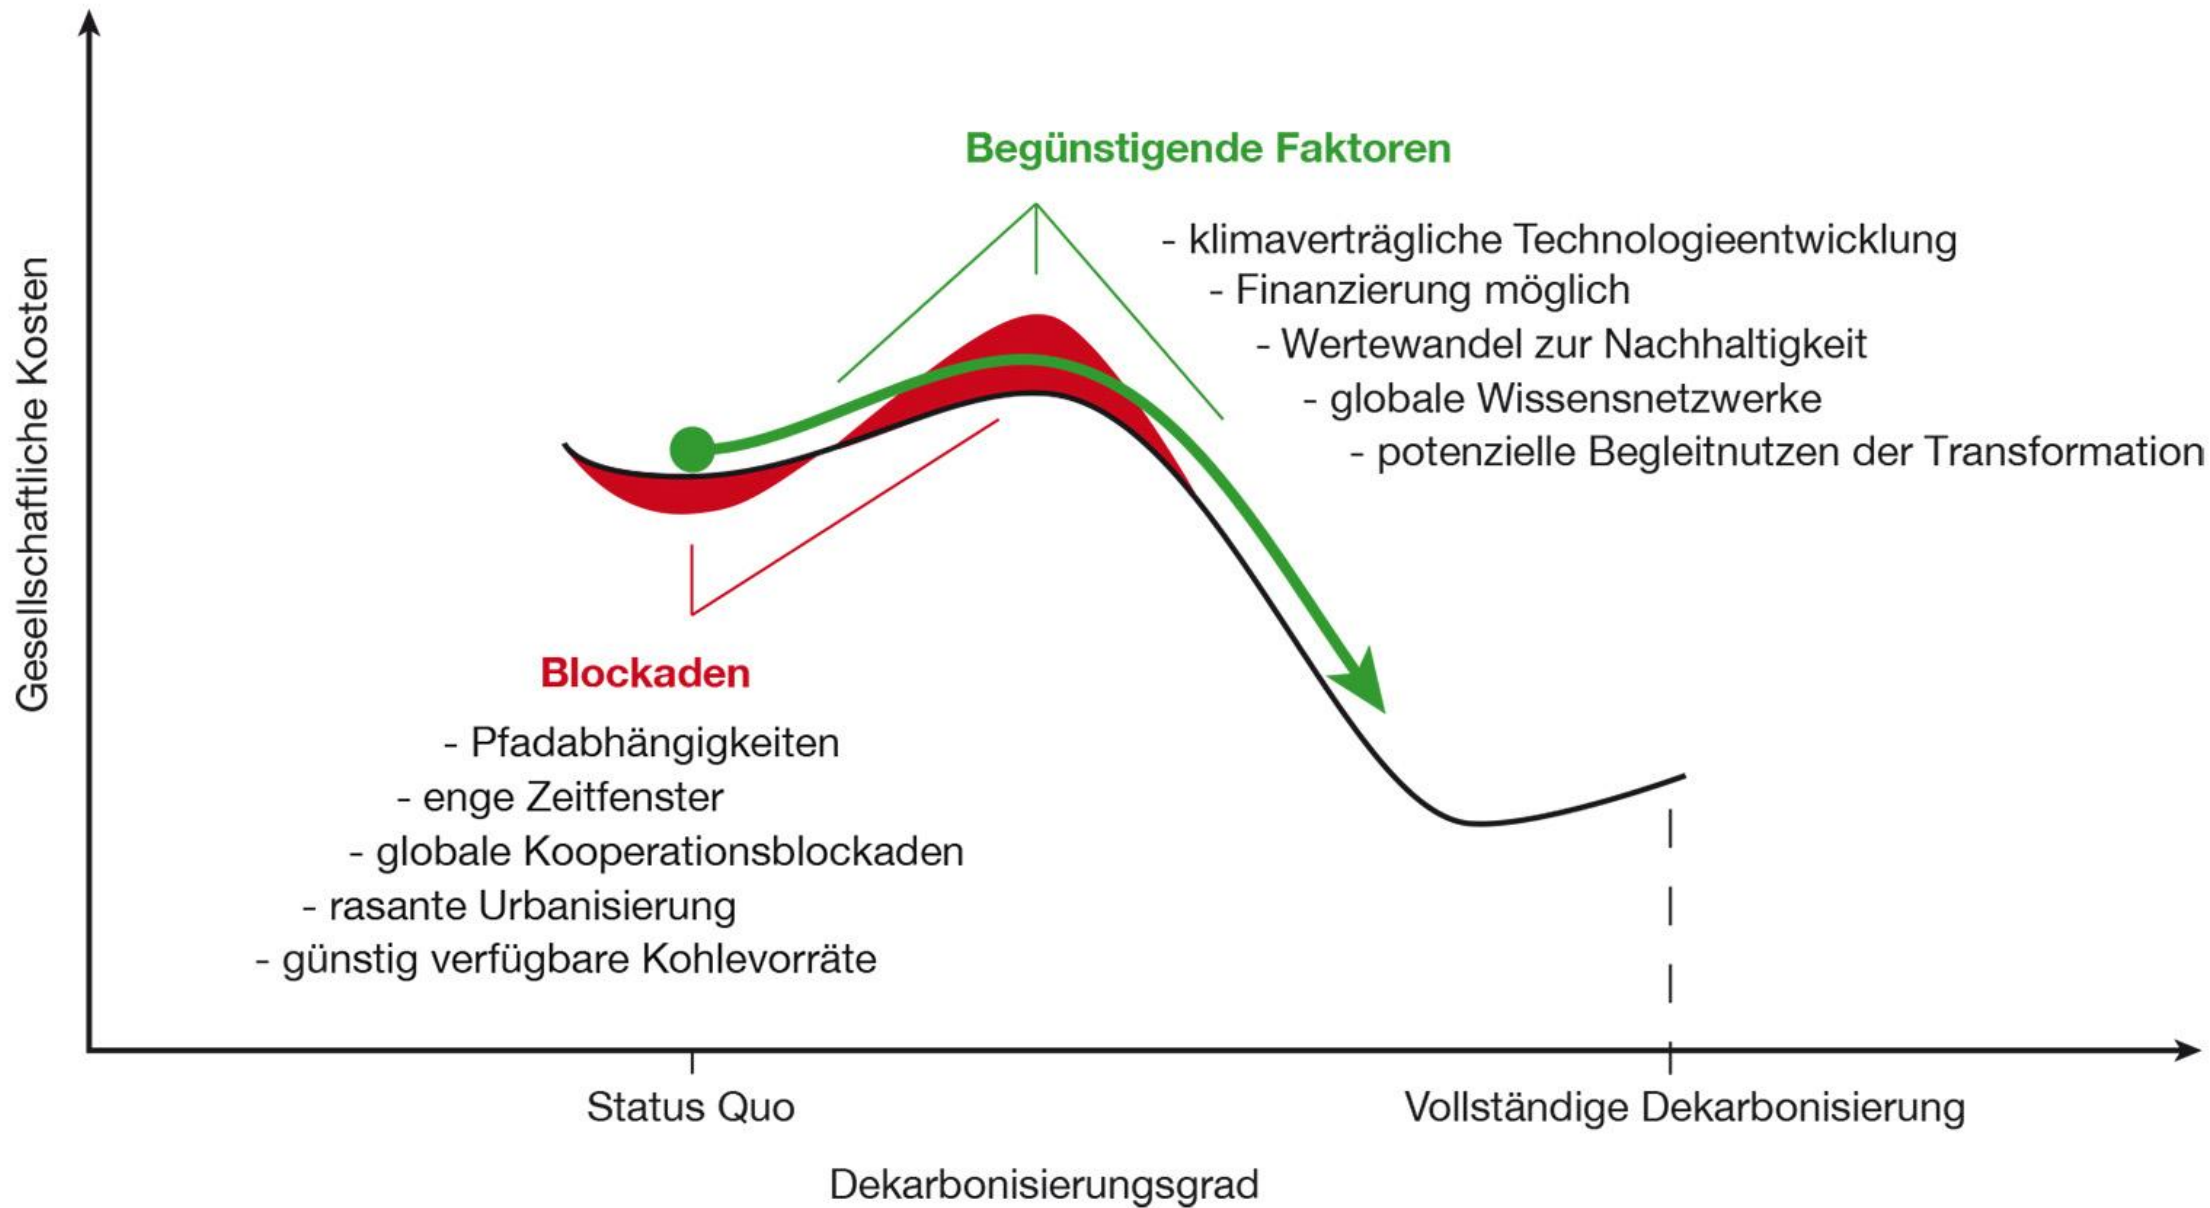 Gesellschaftliche Kosten
Begünstigende Faktoren
- klimaverträgliche Technologieentwicklung
- Finanzierung möglich
- Wertewandel zur Nachhaltigkeit
- globale Wissensnetzwerke
- potenzielle Begleitnutzen der Transformation
Blockaden
- Pfadabhängigkeiten
- enge Zeitfenster
- globale Kooperationsblockaden
- rasante Urbanisierung
- günstig verfügbare Kohlevorräte
Status Quo
Vollständige Dekarbonisierung
Dekarbonisierungsgrad